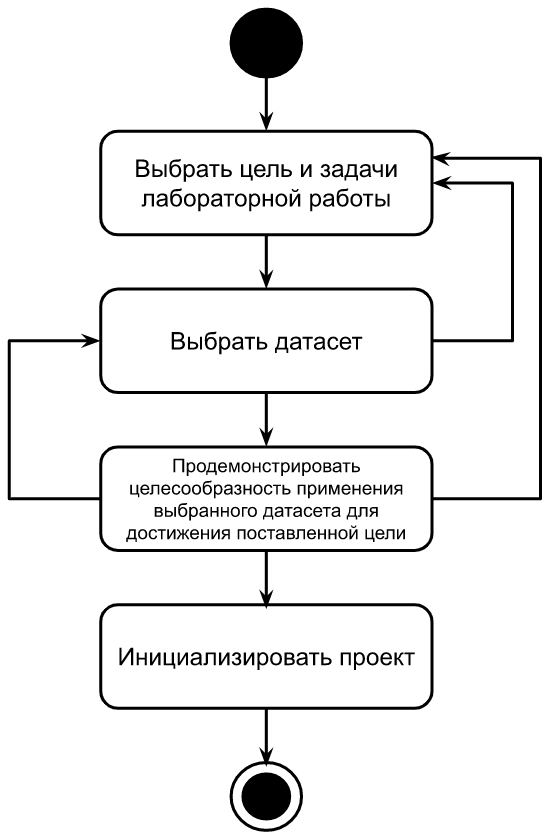 Выбрать цель и задачи
лабораторной работы
Выбрать датасет
Продемонстрировать
целесообразность применения
выбранного датасета для
достижения поставленной цели
Инициализировать проект